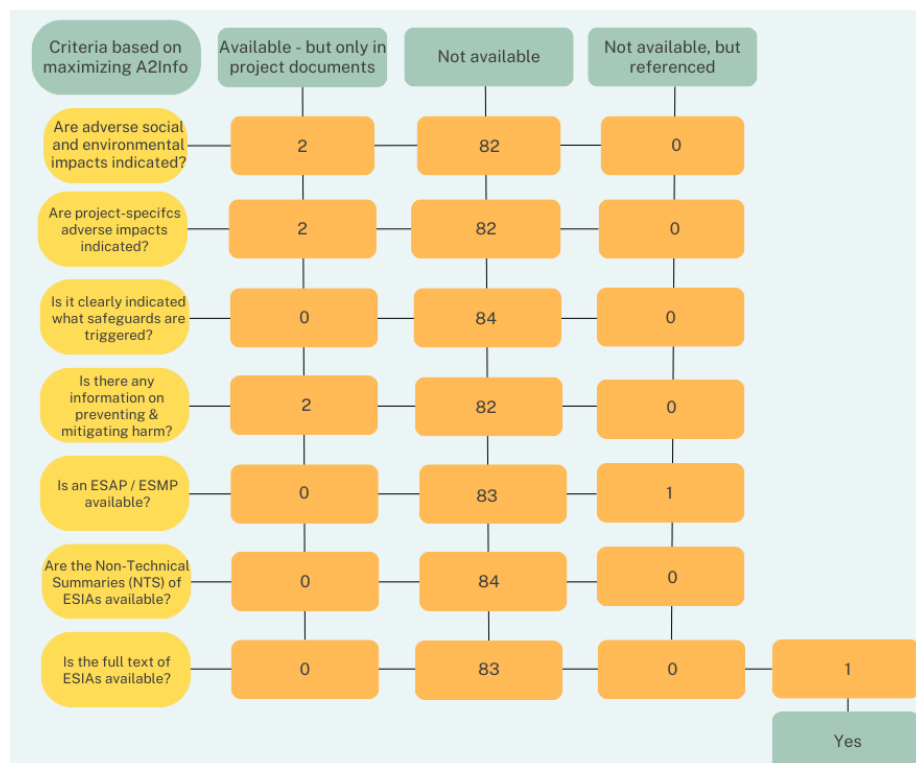 Criteria based on
maximizing A2Info
Available - but only in
project documents
Not available
Not available, but
referenced
Are adverse social
and environmental
impacts indicated?
2
82
0
Are project-specifcs
adverse impacts
indicated?
2
82
0
Is it clearly indicated
what safeguards are
triggered?
0
84
0
Is there any
information on
preventing &
mitigating harm?
2
82
0
Is an ESAP / ESMP
available?
0
83
1
Are the Non-Technical
Summaries (NTS) of
ESIAs available?
0
84
0
Is the full text of
ESIAs available?
0
83
0
1
Yes